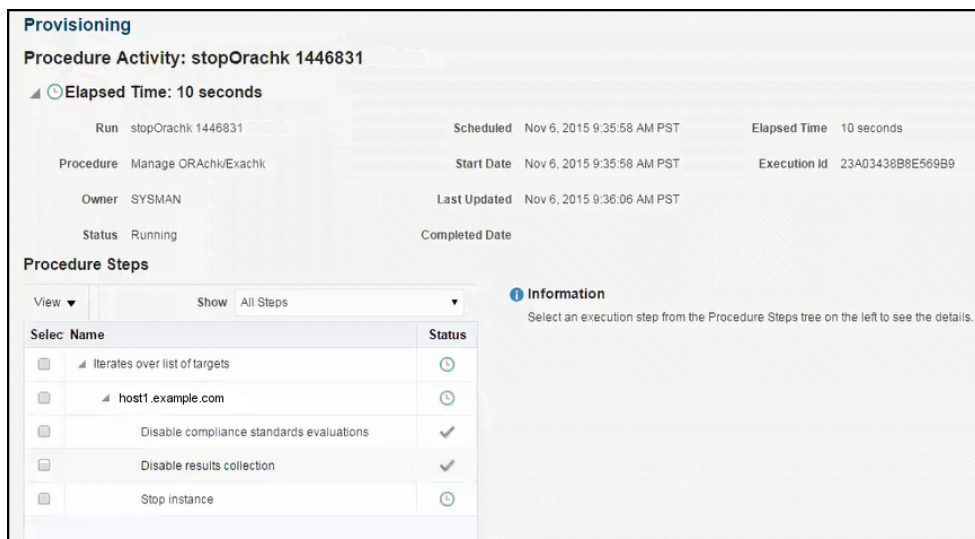 Provisioning
Procedure Activity: stopOrachk 1446831
Elapsed Time: 10 seconds
Run stopOrachk 1446831 Scheduled Nov 6, 2015 9:35:58 AM PST Elapsed Time 10 seconds
Procedure Manage ORAchk/Exachk Start Date Nov 6, 2015 9:35:58 AM PST Execution Id 23A03438B8E569B9
Owner SYSMAN Last Updated Nov 6, 2015 9:36:06 AM PST
Status Running Completed Date
Procedure Steps
View Show All Steps
Selec Name Status
Iterates over list of targets
host1.example.com
Disable compliance standards evaluations
Disable results collection
Stop instance
Information
Select an execution step from the Procedure Steps tree on the left to see the details.